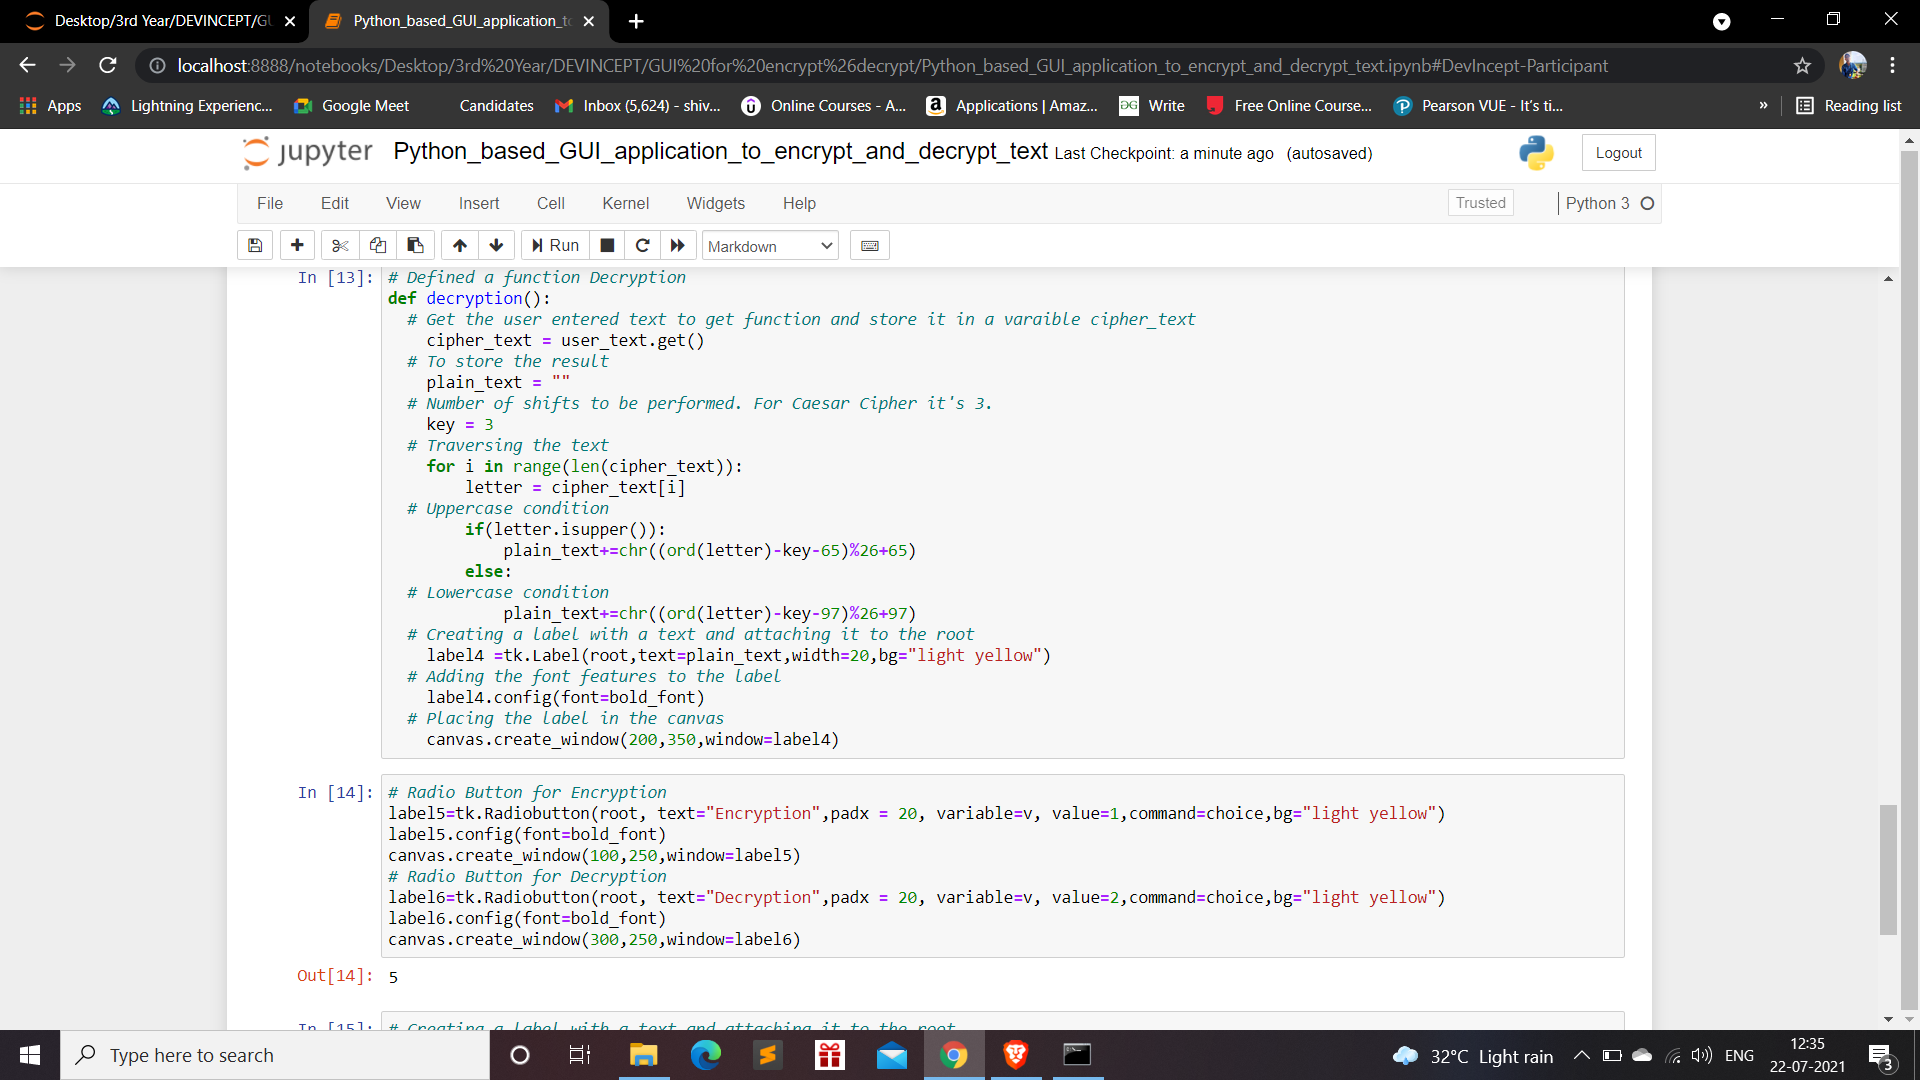 Desktop/3rd Year/DEVINCEPT/GU
Python_based_GUI_application_to
localhost:8888/notebooks/Desktop/3rd%20Year/DEVINCEPT/GUI%20for%20encrypt%26decrypt/Python_based_GUI_application_to_encrypt_and_decrypt_text.ipynb#DevIncept-Participant
Apps Lightning Experienc... Google Meet Candidates Inbox (5,624) - shiv... Online Courses - A... Applications | Amaz... Write Free Online Course... Pearson VUE - It's ti... » Reading list
jupyter Python_based_GUI_application_to_encrypt_and_decrypt_text Last Checkpoint: a minute ago (autosaved) Logout
File Edit View Insert Cell Kernel Widgets Help Trusted Python 3
Run Markdown
In [13]: # Defined a function Decryption
def decryption():
# Get the user entered text to get function and store it in a varaible cipher_text
cipher_text = user_text.get()
# To store the result
plain_text = ""
# Number of shifts to be performed. For Caesar Cipher it's 3.
key = 3
# Traversing the text
for i in range(len(cipher_text)):
letter = cipher_text[i]
# Uppercase condition
if(letter.isupper()):
plain_text+=chr((ord(letter)-key-65)%26+65)
else:
# Lowercase condition
plain_text+=chr((ord(letter)-key-97)%26+97)
# Creating a label with a text and attaching it to the root
label4 =tk.Label(root,text=plain_text,width=20,bg="light yellow")
# Adding the font features to the label
label4.config(font=bold_font)
# Placing the label in the canvas
canvas.create_window(200,350,window=label4)
In [14]: # Radio Button for Encryption
label5=tk.Radiobutton(root, text="Encryption",padx = 20, variable=v, value=1,command=choice,bg="light yellow")
label5.config(font=bold_font)
canvas.create_window(100,250,window=label5)
# Radio Button for Decryption
label6=tk.Radiobutton(root, text="Decryption",padx = 20, variable=v, value=2,command=choice,bg="light yellow")
label6.config(font=bold_font)
canvas.create_window(300,250,window=label6)
Out[14]: 5
In [15]: # Creating a label with a text and attaching it to the root
Type here to search
32°C Light rain ENG
12:35
22-07-2021
3